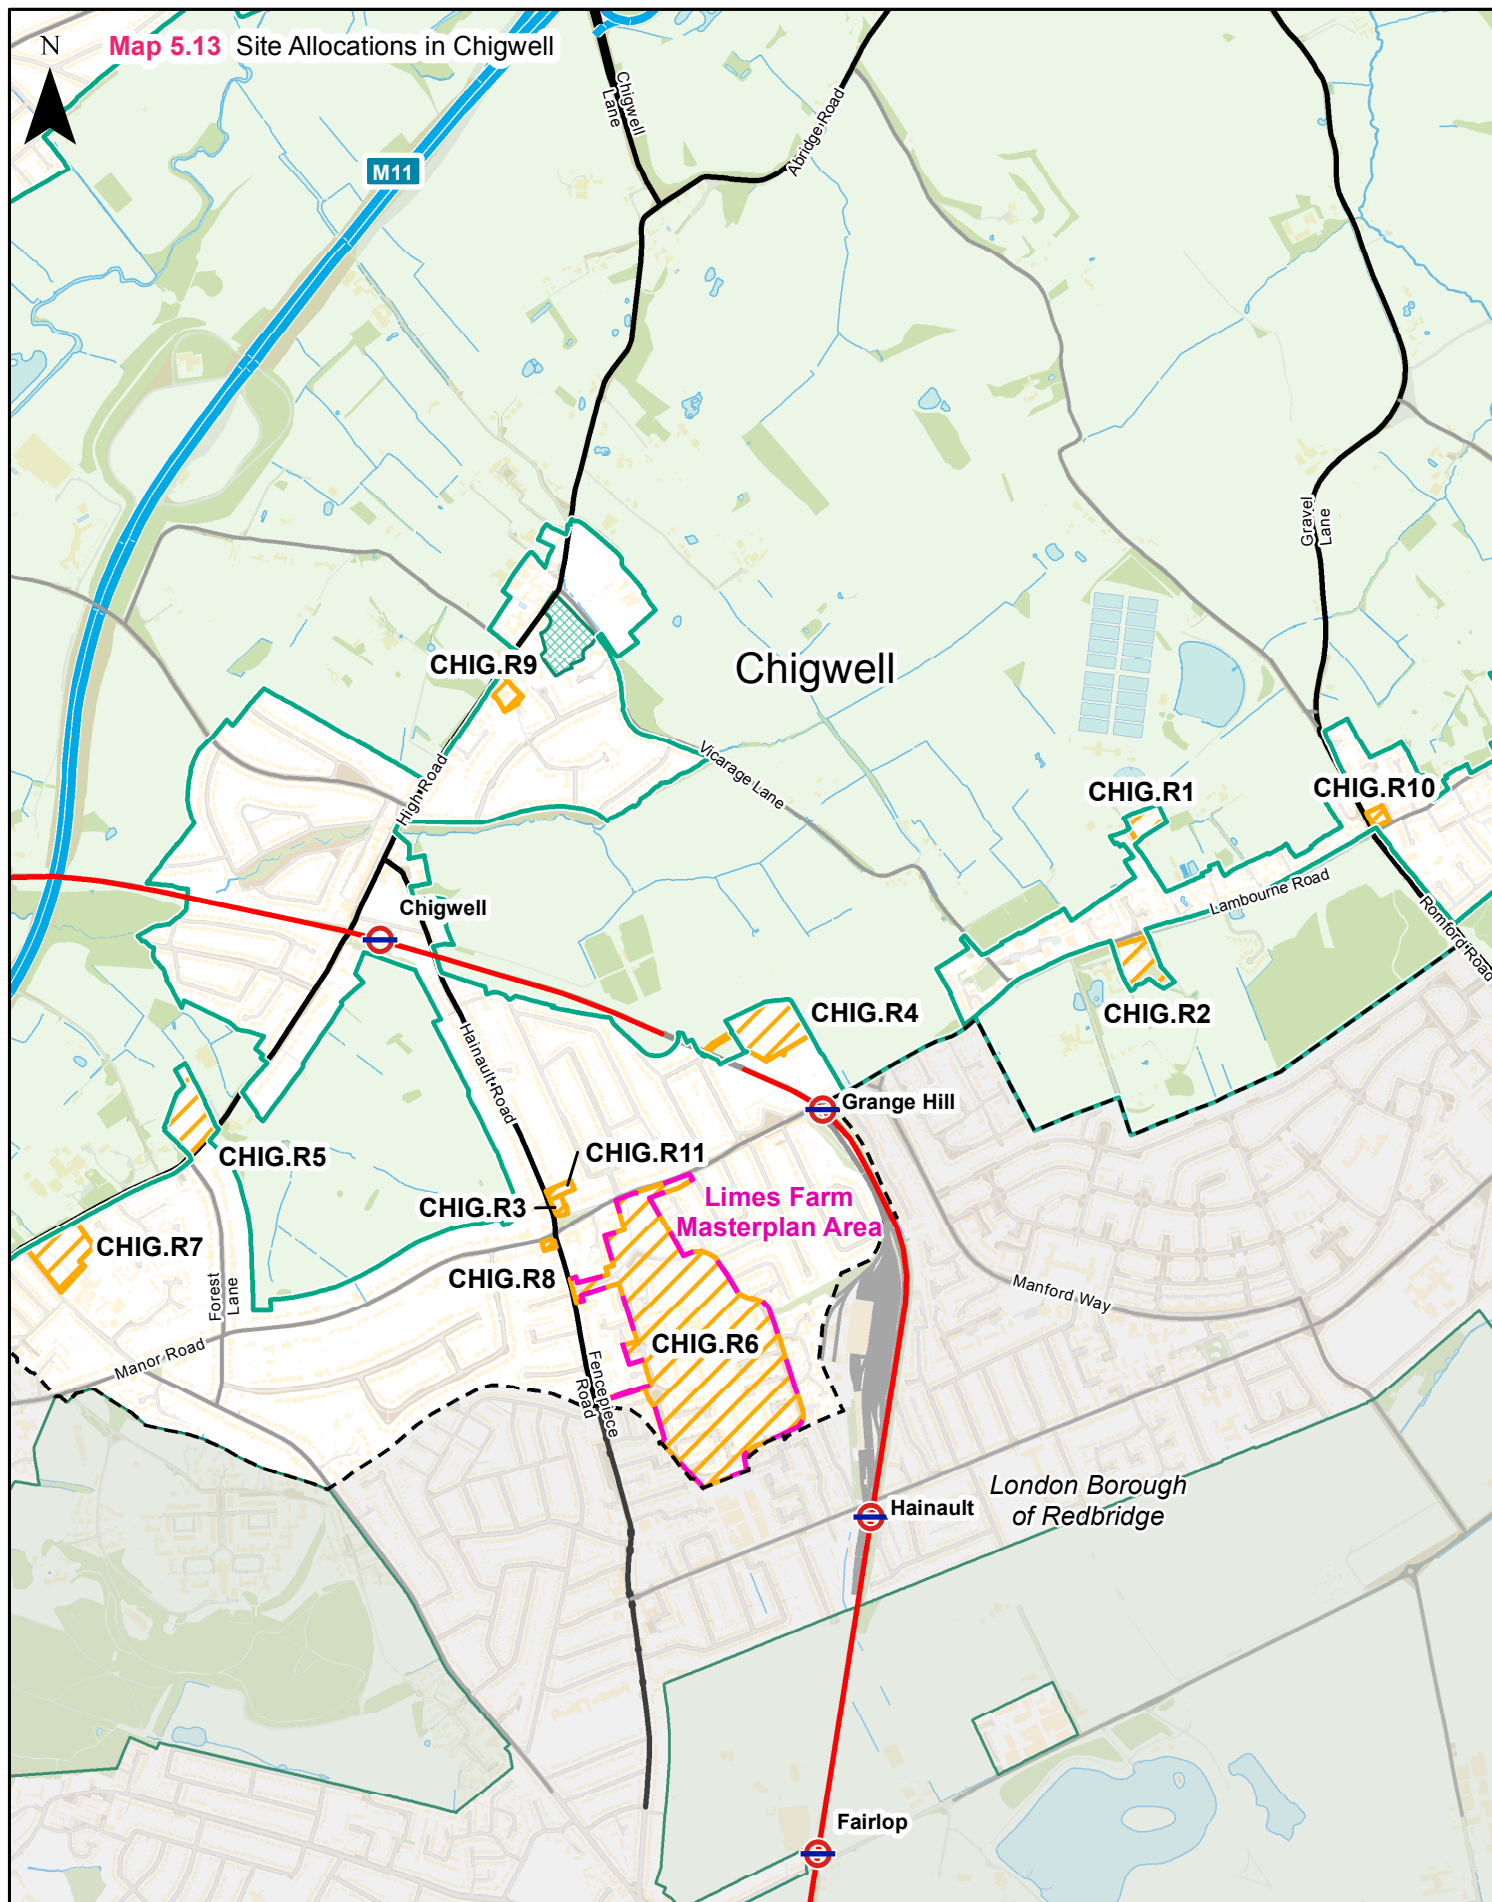 N
Map 5.13 Site Allocations in Chigwell
Chigwell
Lane
Abridge Road
M11
Gravel
Lane
CHIG.R9
Chigwell
High Road
Vicarage Lane
CHIG.R1
CHIG.R10
Lambourne Road
Romford Road
Chigwell
CHIG.R4
CHIG.R2
Hainault Road
Grange Hill
CHIG.R5
CHIG.R11
CHIG.R3
Limes Farm
Masterplan Area
CHIG.R7
CHIG.R8
Forest
Lane
Manford Way
Manor Road
CHIG.R6
Fencepiece
Road
London Borough
of Redbridge
Hainault
Fairlop